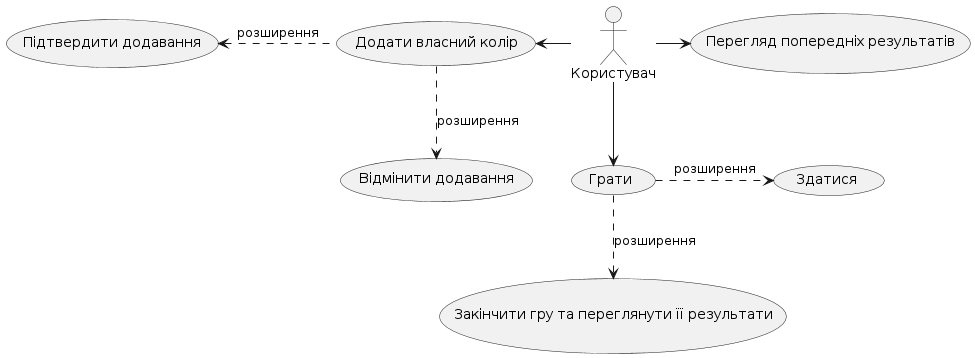 розширення
Підтвердити додавання
Додати власний колір
Перегляд попередніх результатів
Користувач
розширення
розширення
Відмінити додавання
Грати
Здатися
розширення
Закінчити гру та переглянути її результати